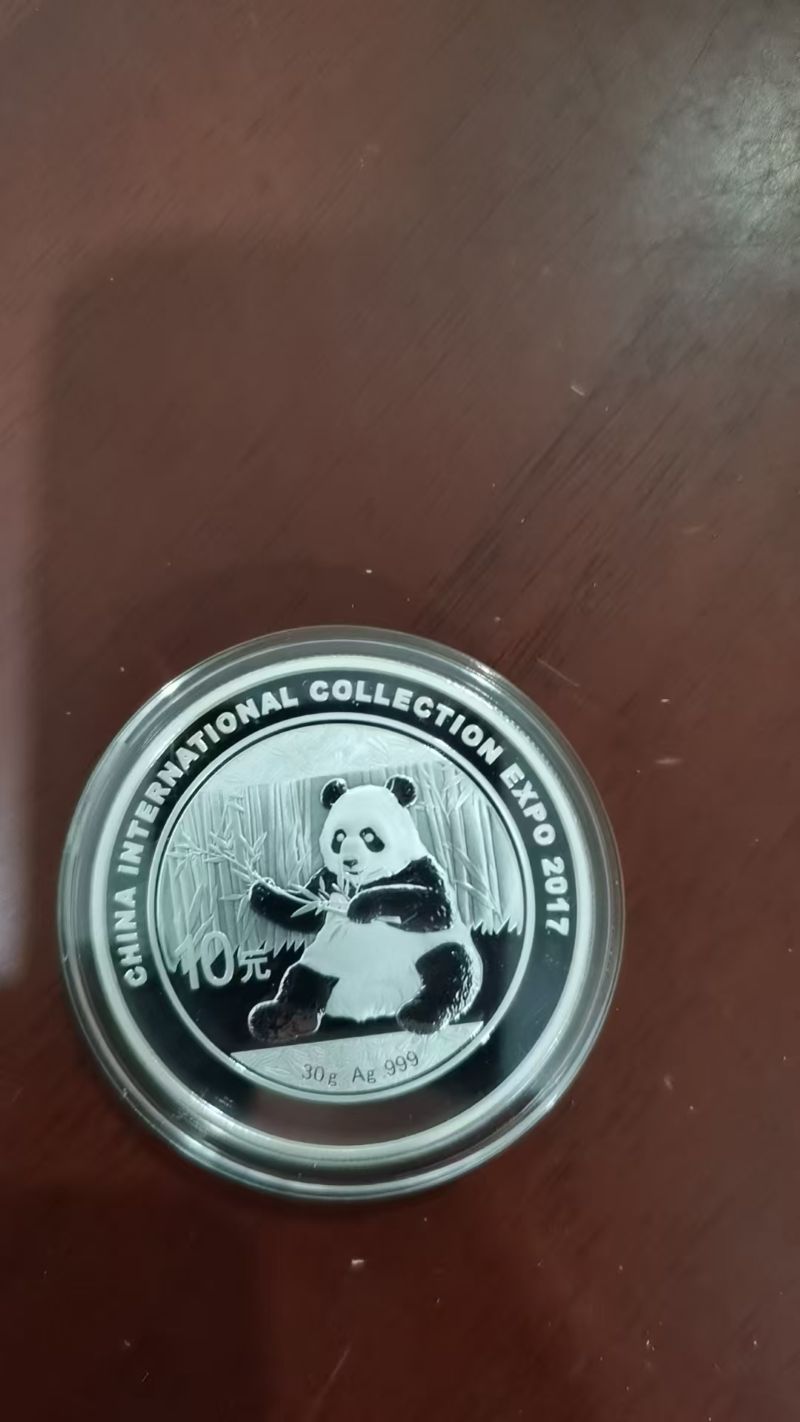 CHINA INTERNATIONAL COLLECTION EXPO 2017
10元
30g Ag .999